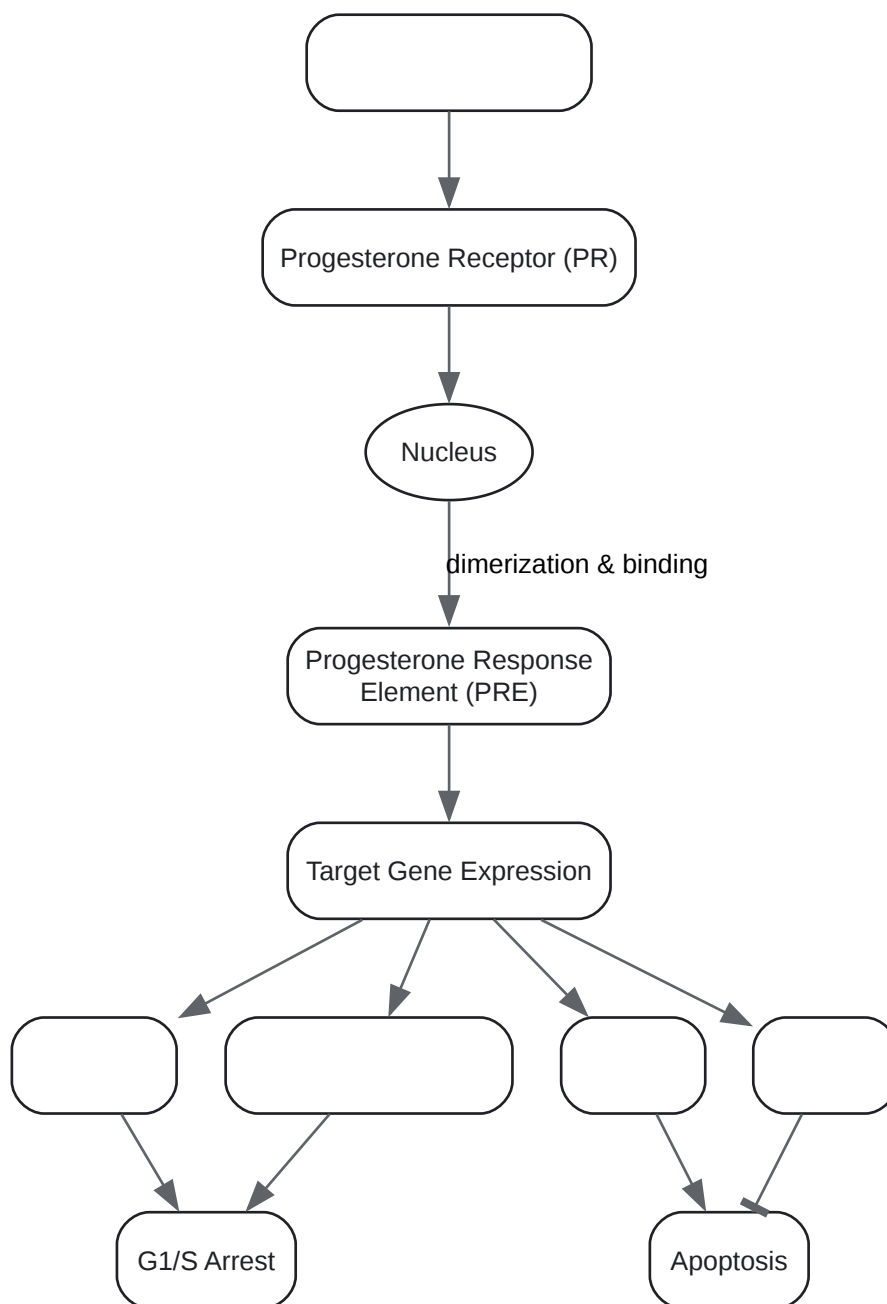 Progesterone Receptor (PR)
Nucleus
dimerization & binding
Progesterone Response
Element (PRE)
Target Gene Expression
G1/S Arrest
Apoptosis